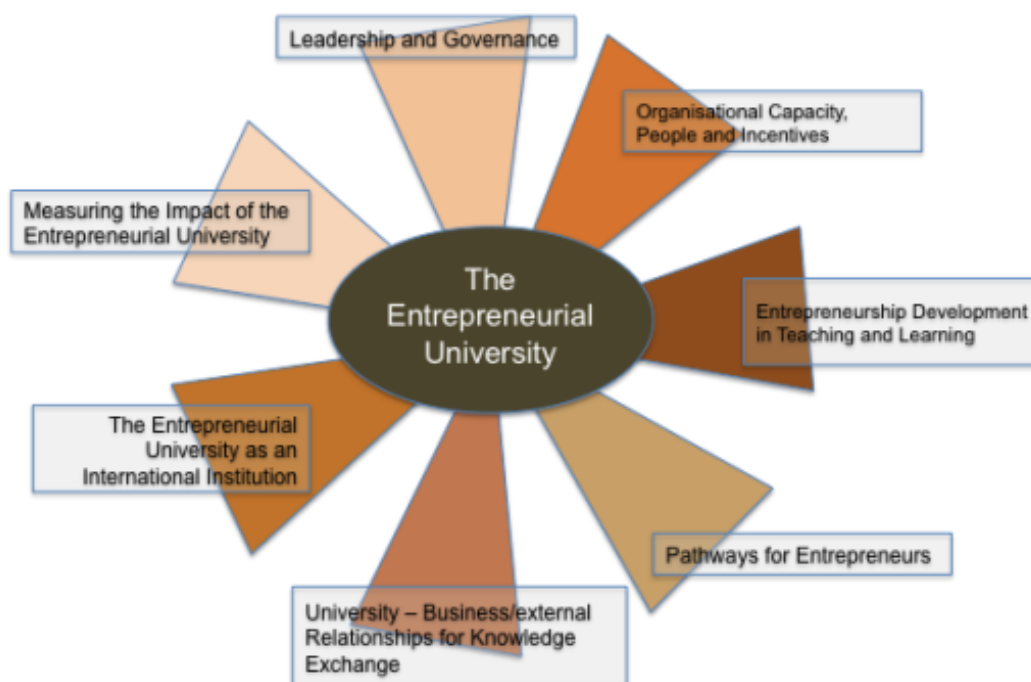 Leadership and Governance
Organisational Capacity,
People and Incentives
Measuring the Impact of the
Entrepreneurial University
The
Entrepreneurial
University
Entrepreneurship Development
in Teaching and Learning
The Entrepreneurial
University as an
International Institution
Pathways for Entrepreneurs
University – Business/external
Relationships for Knowledge
Exchange